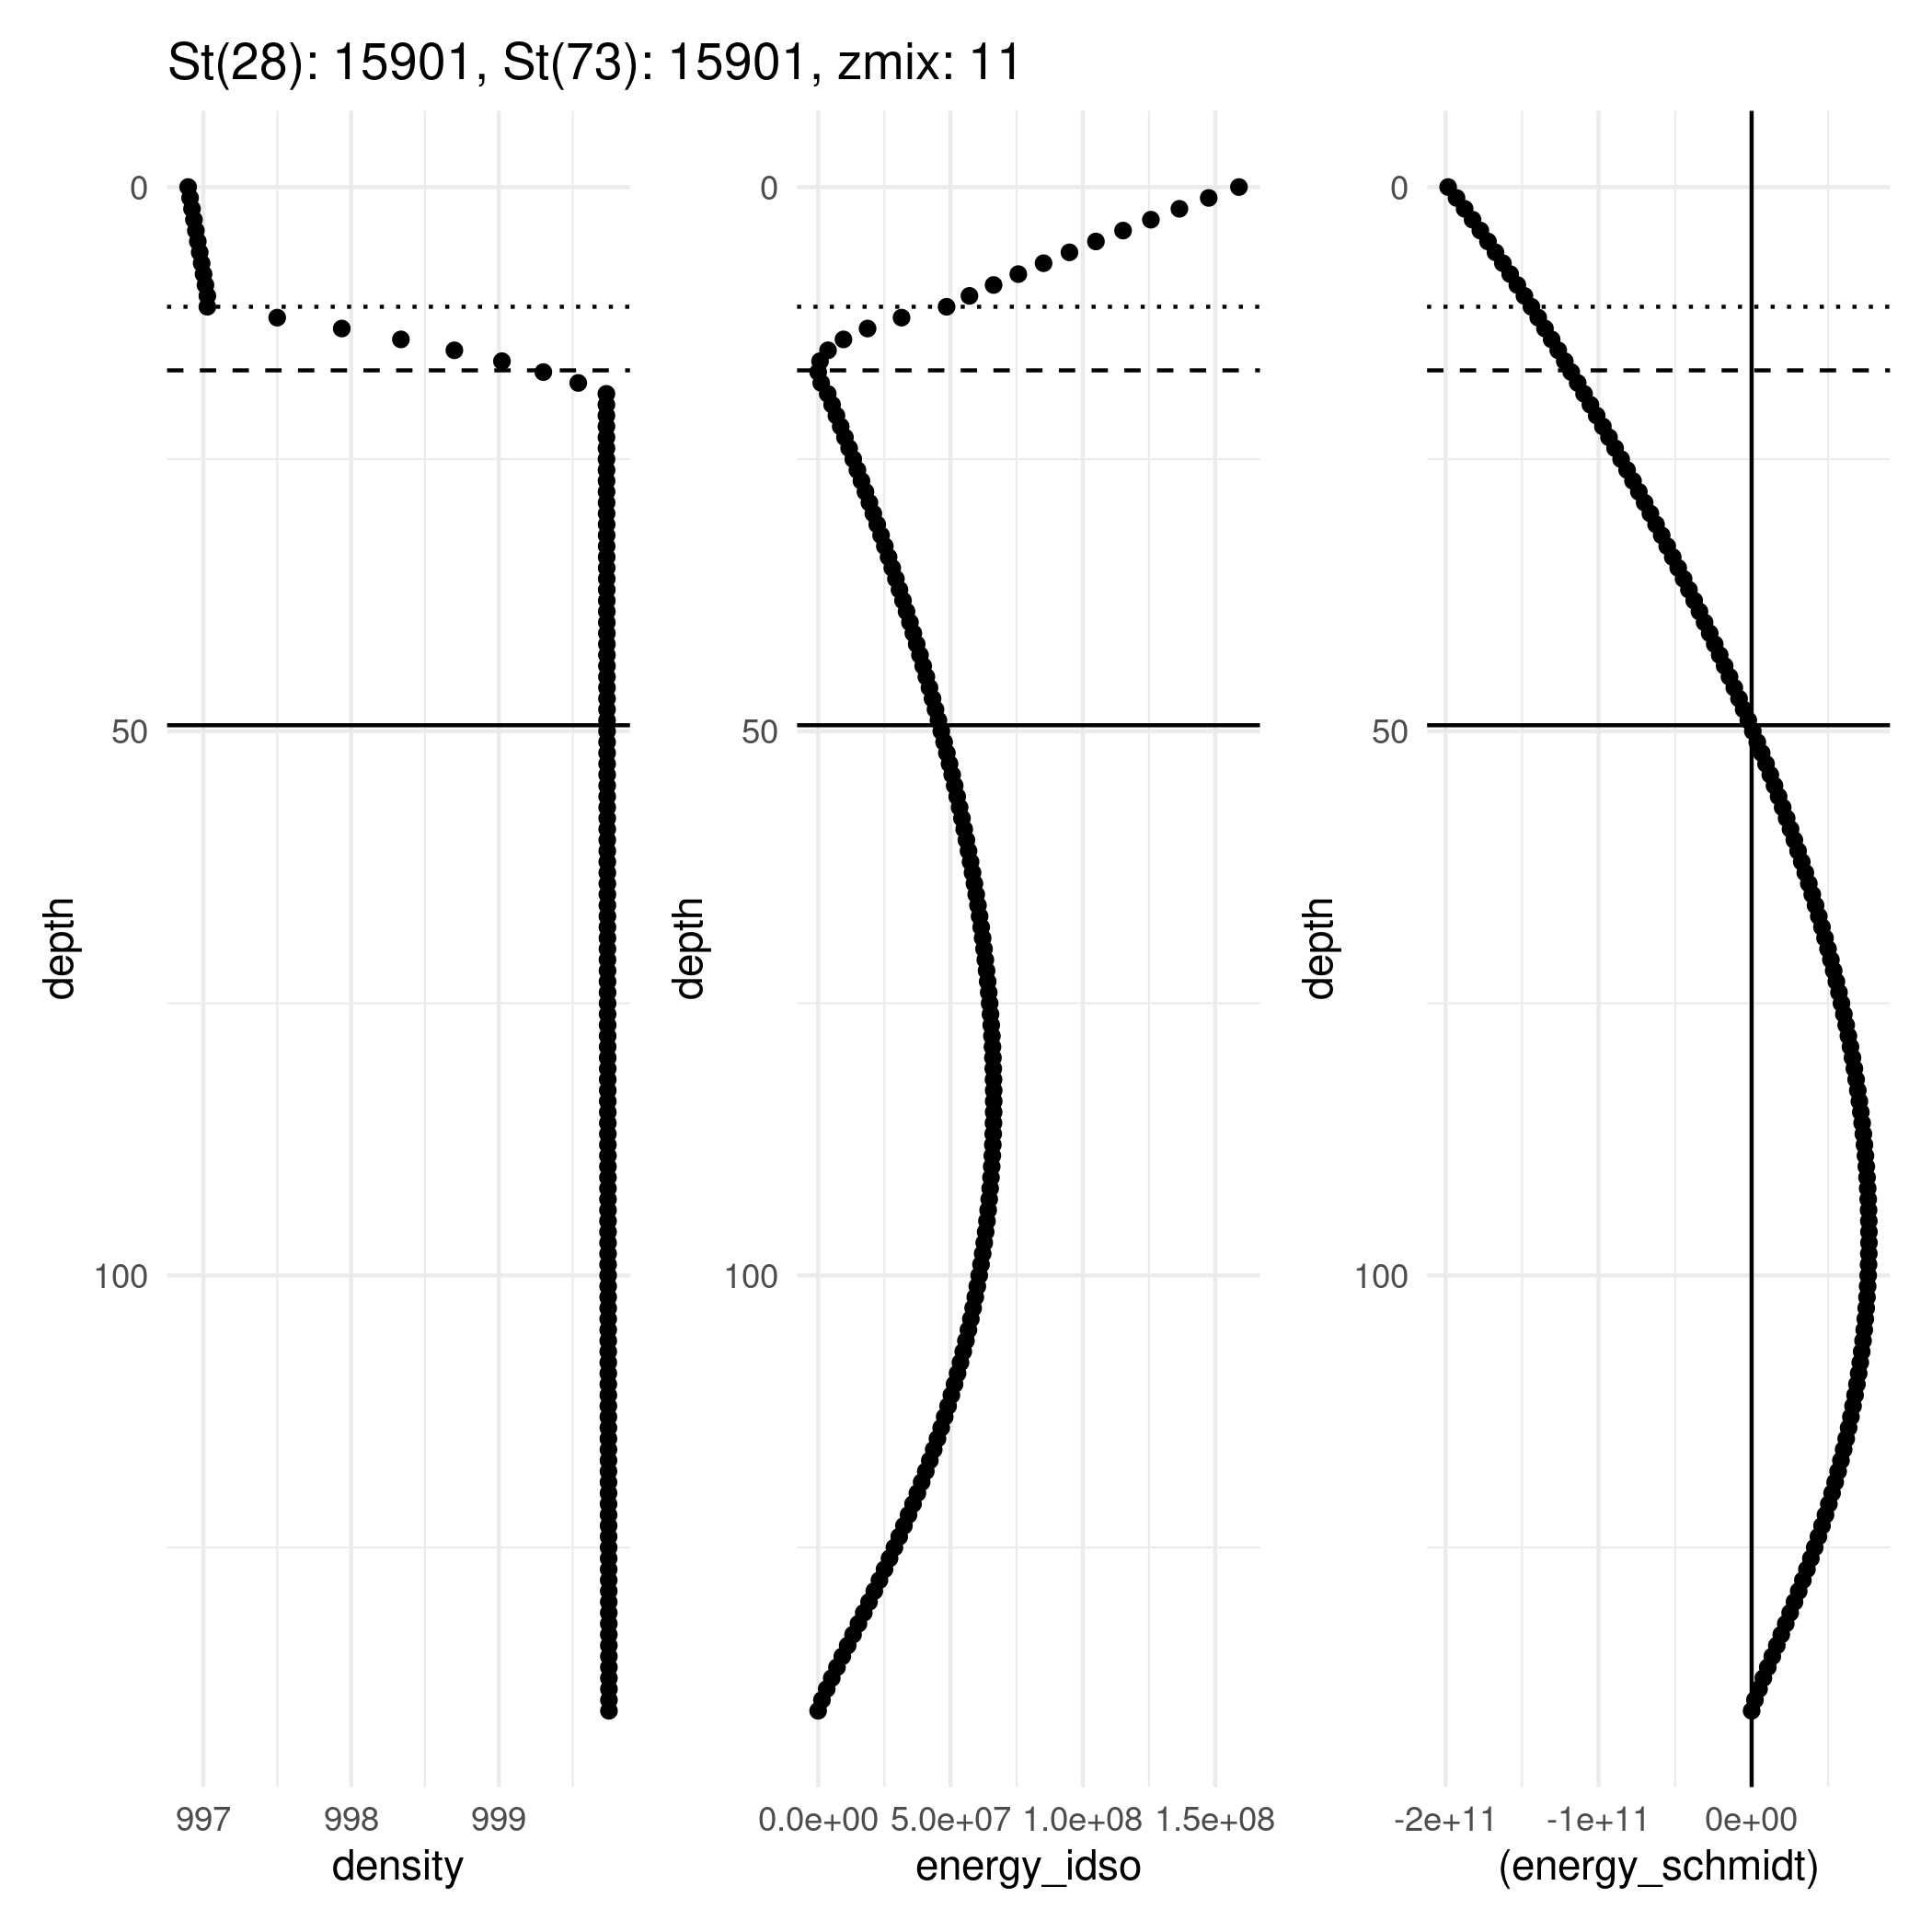 St(28): 15901, St(73): 15901, zmix: 11
0
50
100
depth
997 998 999
density
0
50
100
depth
0.0e+00 5.0e+07 1.0e+08 1.5e+08
energy_idso
0
50
100
depth
-2e+11 -1e+11 0e+00
(energy_schmidt)